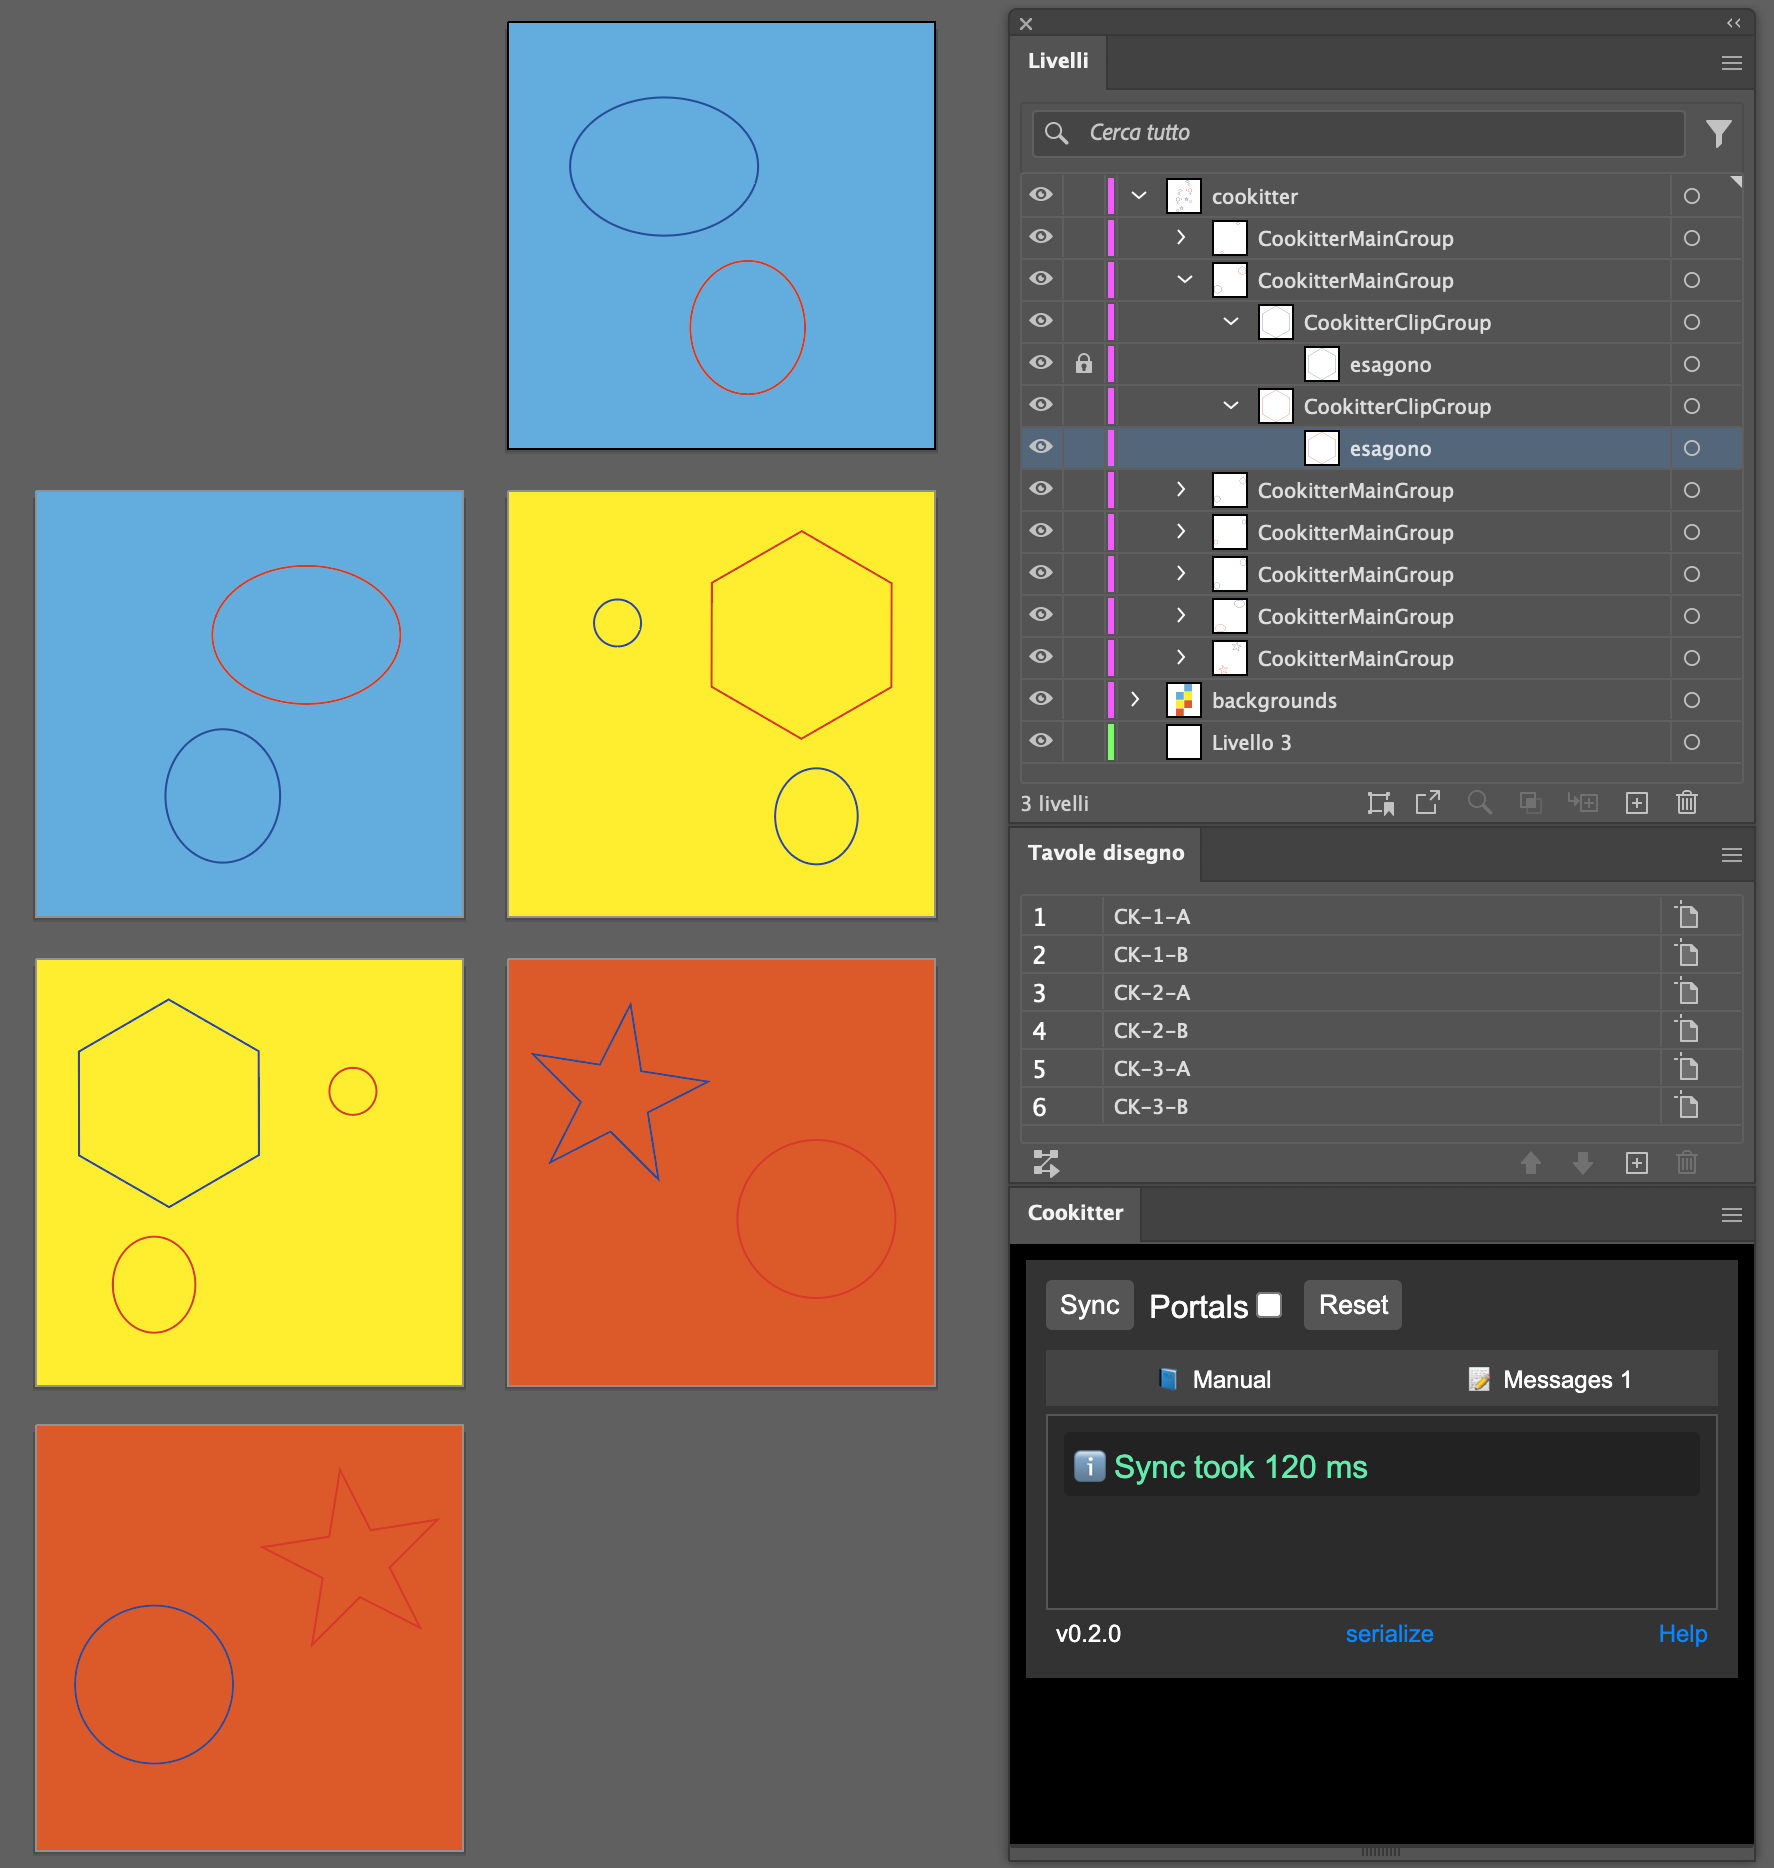 Livelli
Cerca tutto
cookitter
CookitterMainGroup
CookitterMainGroup
CookitterClipGroup
esagono
CookitterClipGroup
esagono
CookitterMainGroup
CookitterMainGroup
CookitterMainGroup
CookitterMainGroup
CookitterMainGroup
backgrounds
Livello 3
3 livelli
Tavole disegno
1 CK-1-A
2 CK-1-B
3 CK-2-A
4 CK-2-B
5 CK-3-A
6 CK-3-B
Cookitter
Sync Portals Reset
Manual Messages 1
Sync took 120 ms
v0.2.0 serialize Help